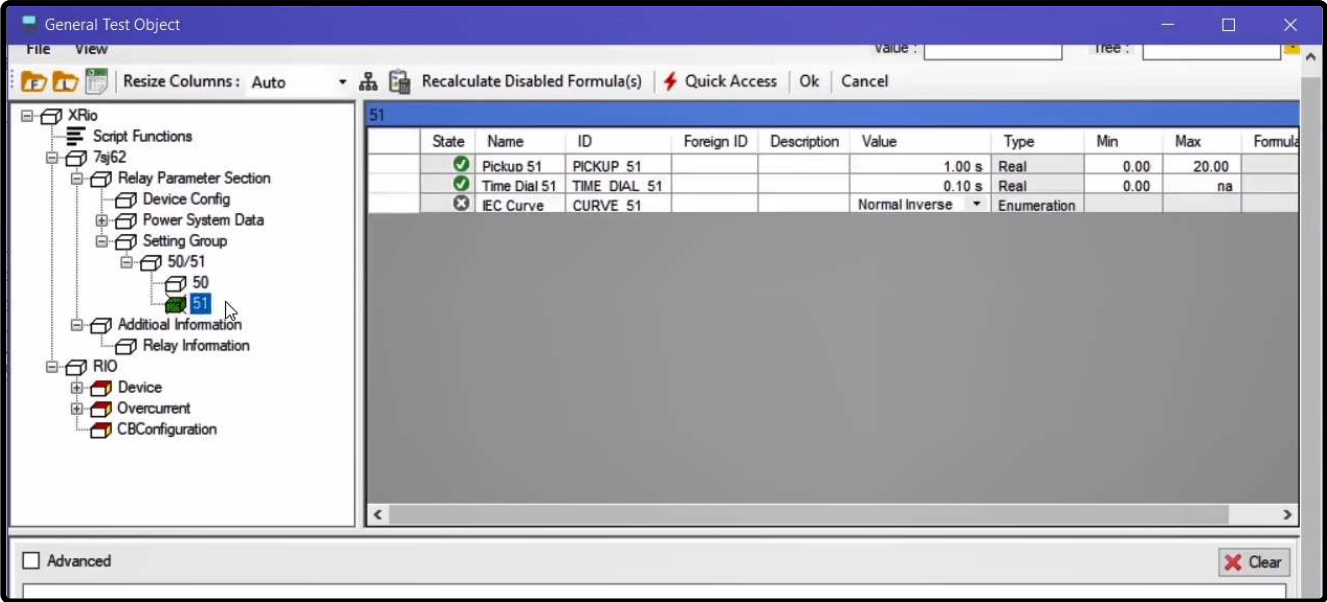 General Test Object
File View Value : Tree :
Resize Columns : Auto Recalculate Disabled Formula(s) Quick Access Ok Cancel
XRio
Script Functions
7sj62
Relay Parameter Section
Device Config
Power System Data
Setting Group
50/51
50
51
Additioal Information
Relay Information
RIO
Device
Overcurrent
CBConfiguration
51
State Name ID Foreign ID Description Value Type Min Max Formula
Pickup 51 PICKUP_51 1.00 s Real 0.00 20.00
Time Dial 51 TIME_DIAL_51 0.10 s Real 0.00 na
IEC Curve CURVE_51 Normal Inverse Enumeration
Advanced Clear